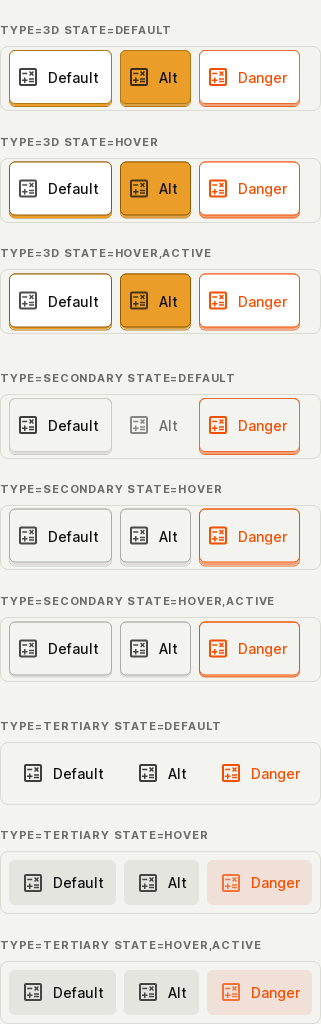 TYPE=3D STATE=DEFAULT
Default Alt Danger
TYPE=3D STATE=HOVER
Default Alt Danger
TYPE=3D STATE=HOVER,ACTIVE
Default Alt Danger
TYPE=SECONDARY STATE=DEFAULT
Default Alt Danger
TYPE=SECONDARY STATE=HOVER
Default Alt Danger
TYPE=SECONDARY STATE=HOVER,ACTIVE
Default Alt Danger
TYPE=TERTIARY STATE=DEFAULT
Default Alt Danger
TYPE=TERTIARY STATE=HOVER
Default Alt Danger
TYPE=TERTIARY STATE=HOVER,ACTIVE
Default Alt Danger